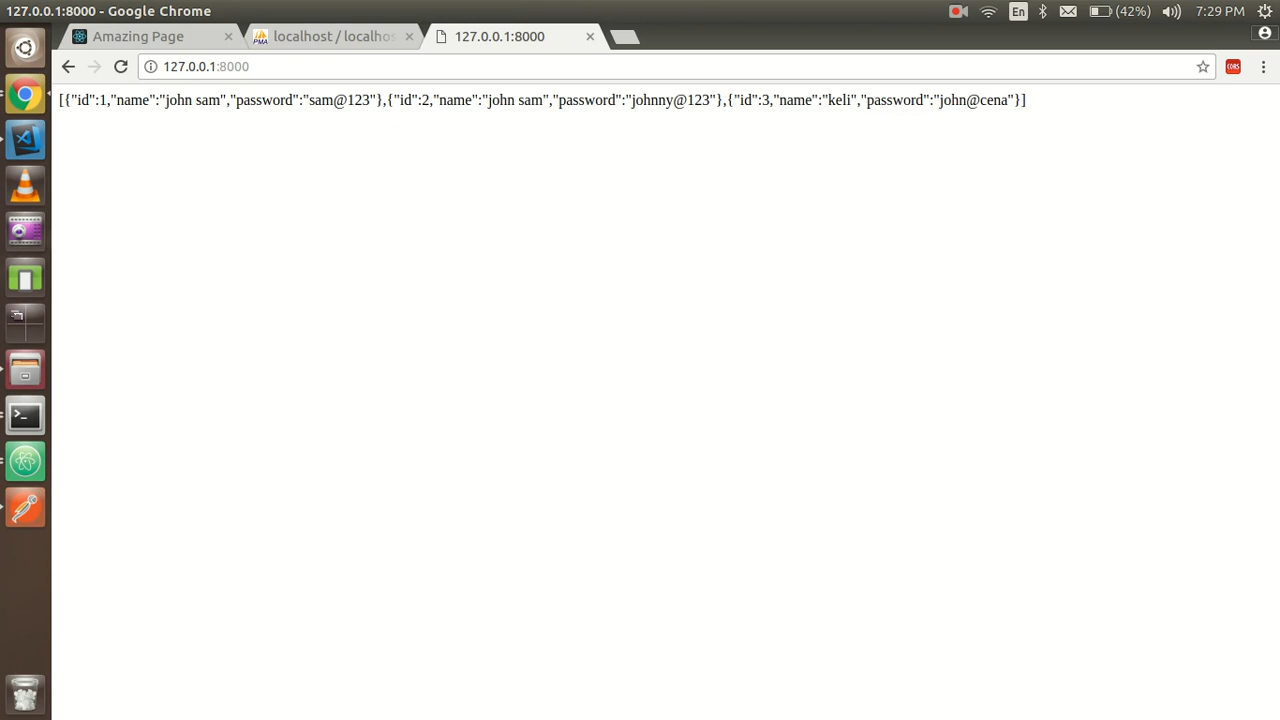 127.0.0.1:8000 - Google Chrome
En
(42%)
7:29 PM
Amazing Page
PMA
localhost / localhos
127.0.0.1:8000
127.0.0.1:8000
CORS
[{"id":1,"name":"john sam","password":"sam@123"},{"id":2,"name":"john sam","password":"johnny@123"},{"id":3,"name":"keli","password":"john@cena"}]